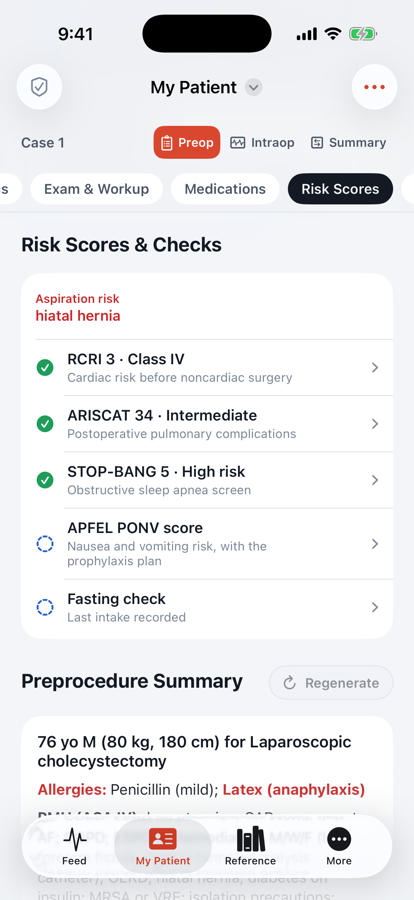 9:41
My Patient
Case 1
Preop
Intraop
Summary
s
Exam & Workup
Medications
Risk Scores
Risk Scores & Checks
Aspiration risk
hiatal hernia
RCRI 3 · Class IV
Cardiac risk before noncardiac surgery
ARISCAT 34 · Intermediate
Postoperative pulmonary complications
STOP-BANG 5 · High risk
Obstructive sleep apnea screen
APFEL PONV score
Nausea and vomiting risk, with the
prophylaxis plan
Fasting check
Last intake recorded
Preprocedure Summary
Regenerate
76 yo M (80 kg, 180 cm) for Laparoscopic
cholecystectomy
Allergies: Penicillin (mild); Latex (anaphylaxis)
Feed
My Patient
Reference
More
catheter), GERD, hiatal hernia, diabetes on
insulin; MRSA or VRE: isolation precautions;